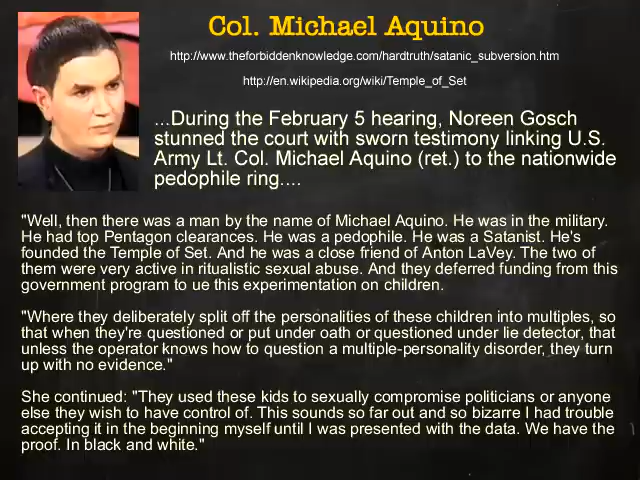 Col. Michael Aquino
http://www.theforbiddenknowledge.com/hardtruth/satanic_subversion.htm
http://en.wikipedia.org/wiki/Temple_of_Set
...During the February 5 hearing, Noreen Gosch
stunned the court with sworn testimony linking U.S.
Army Lt. Col. Michael Aquino (ret.) to the nationwide
pedophile ring....
"Well, then there was a man by the name of Michael Aquino. He was in the military.
He had top Pentagon clearances. He was a pedophile. He was a Satanist. He's
founded the Temple of Set. And he was a close friend of Anton LaVey. The two of
them were very active in ritualistic sexual abuse. And they deferred funding from this
government program to ue this experimentation on children.
"Where they deliberately split off the personalities of these children into multiples, so
that when they're questioned or put under oath or questioned under lie detector, that
unless the operator knows how to question a multiple-personality disorder, they turn
up with no evidence."
She continued: "They used these kids to sexually compromise politicians or anyone
else they wish to have control of. This sounds so far out and so bizarre I had trouble
accepting it in the beginning myself until I was presented with the data. We have the
proof. In black and white."